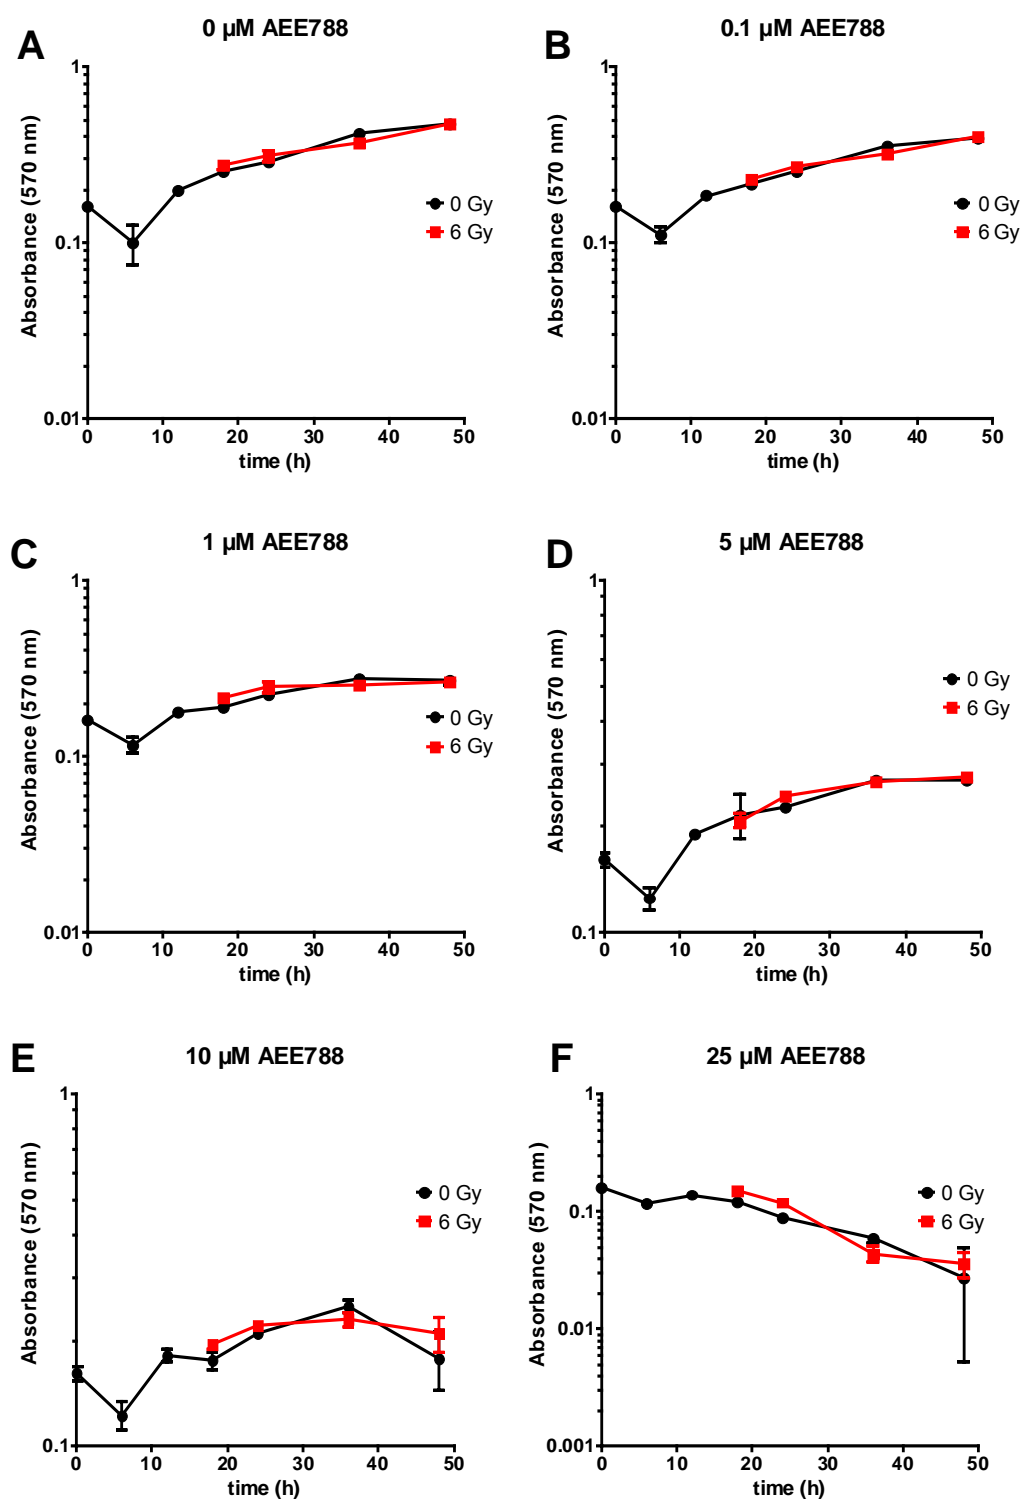 A
0 µM AEE788
1
0.1
0.01
Absorbance (570 nm)
0 10 20 30 40 50
time (h)
0 Gy
6 Gy
B
0.1 µM AEE788
1
0.1
0.01
Absorbance (570 nm)
0 10 20 30 40 50
time (h)
0 Gy
6 Gy
C
1 µM AEE788
1
0.1
0.01
Absorbance (570 nm)
0 10 20 30 40 50
time (h)
0 Gy
6 Gy
D
5 µM AEE788
1
0.1
Absorbance (570 nm)
0 10 20 30 40 50
time (h)
0 Gy
6 Gy
E
10 µM AEE788
1
0.1
Absorbance (570 nm)
0 10 20 30 40 50
time (h)
0 Gy
6 Gy
F
25 µM AEE788
1
0.1
0.01
0.001
Absorbance (570 nm)
0 10 20 30 40 50
time (h)
0 Gy
6 Gy